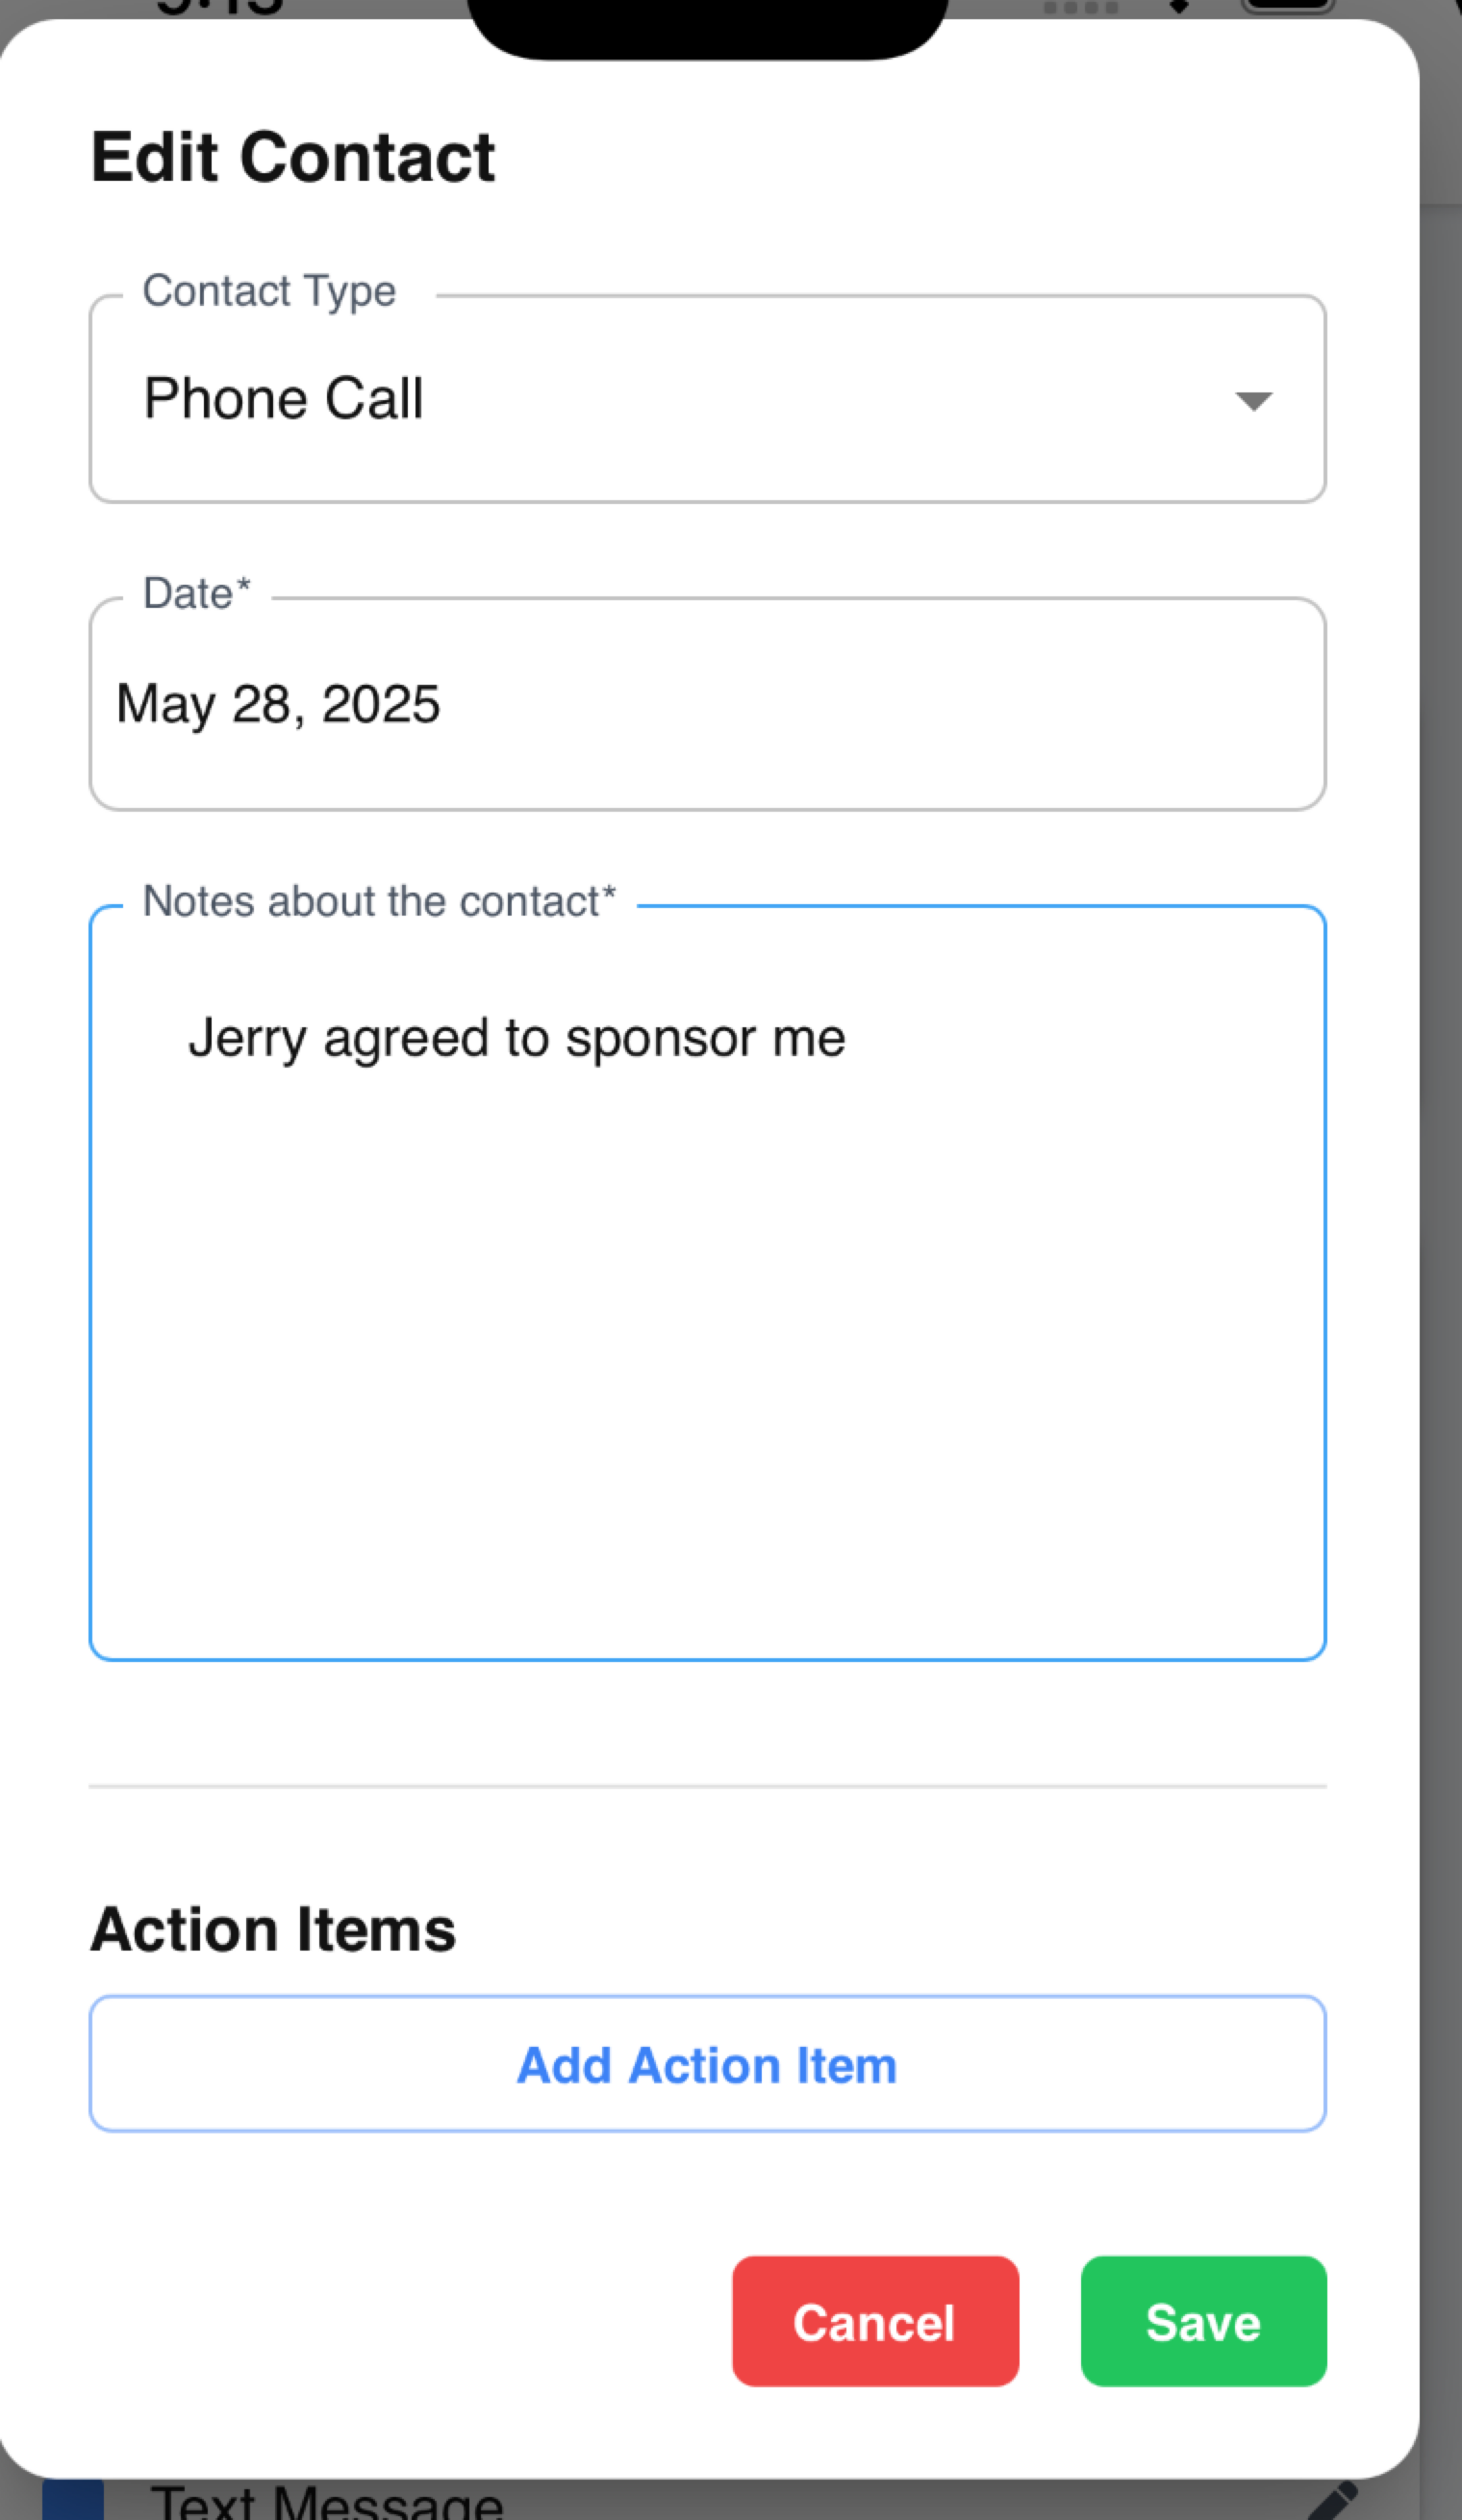 Edit Contact
Contact Type
Phone Call
Date*
May 28, 2025
Notes about the contact*
Jerry agreed to sponsor me
Action Items
Add Action Item
Cancel
Save
Text Message